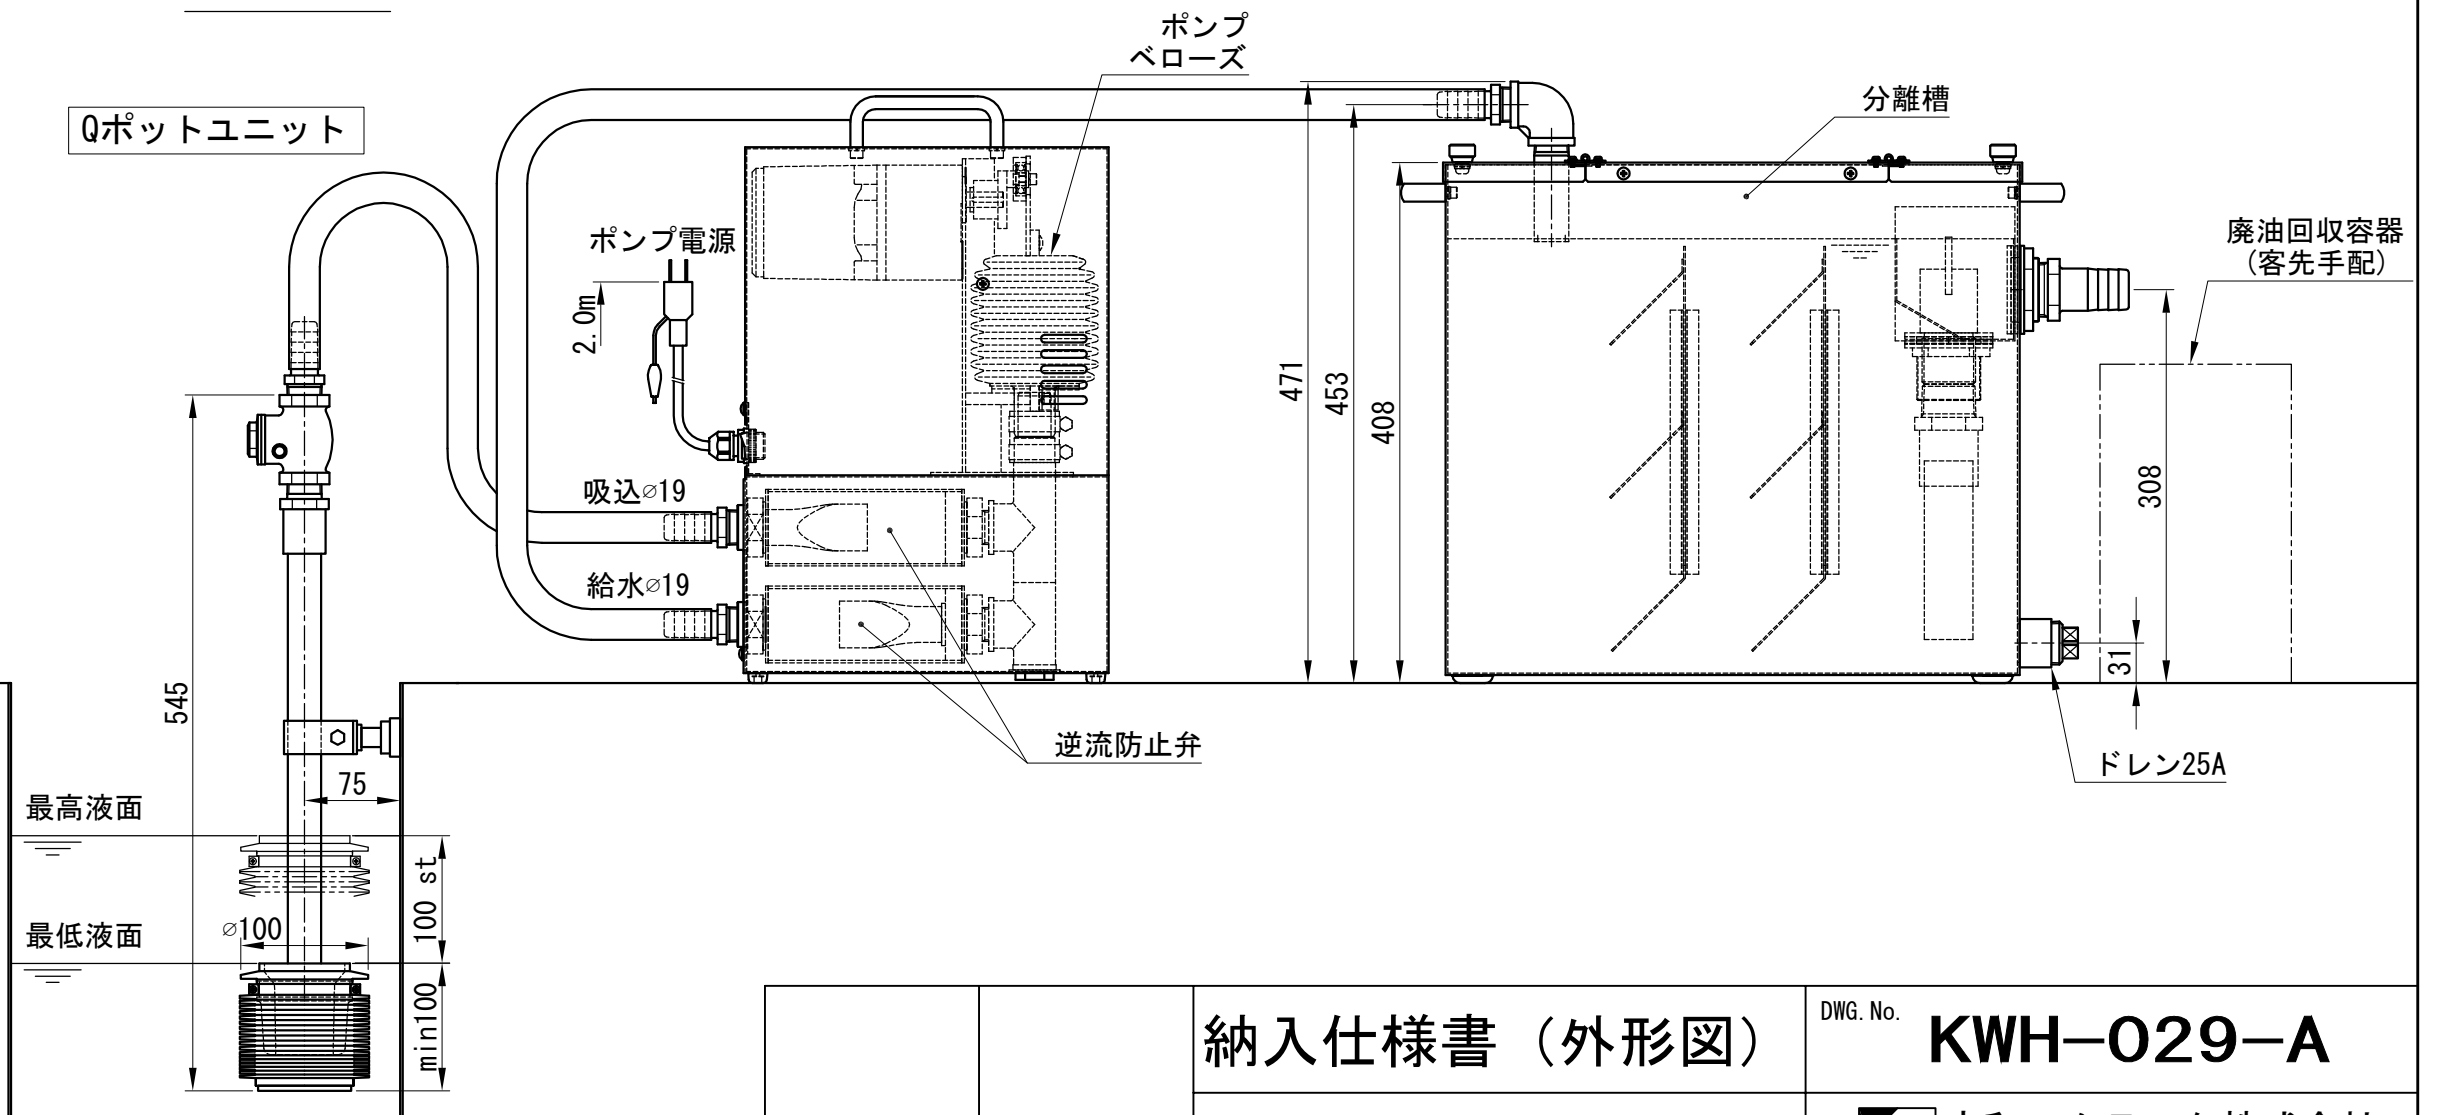 ポンプ
ベローズ
Qポットユニット
分離槽
ポンプ電源
2.0m
廃油回収容器
(客先手配)
471
453
408
308
31
吸込⌀19
給水⌀19
545
逆流防止弁
ドレン25A
75
最高液面
100 st
最低液面
⌀100
min100
納入仕様書（外形図）
DWG.No.
KWH-029-A